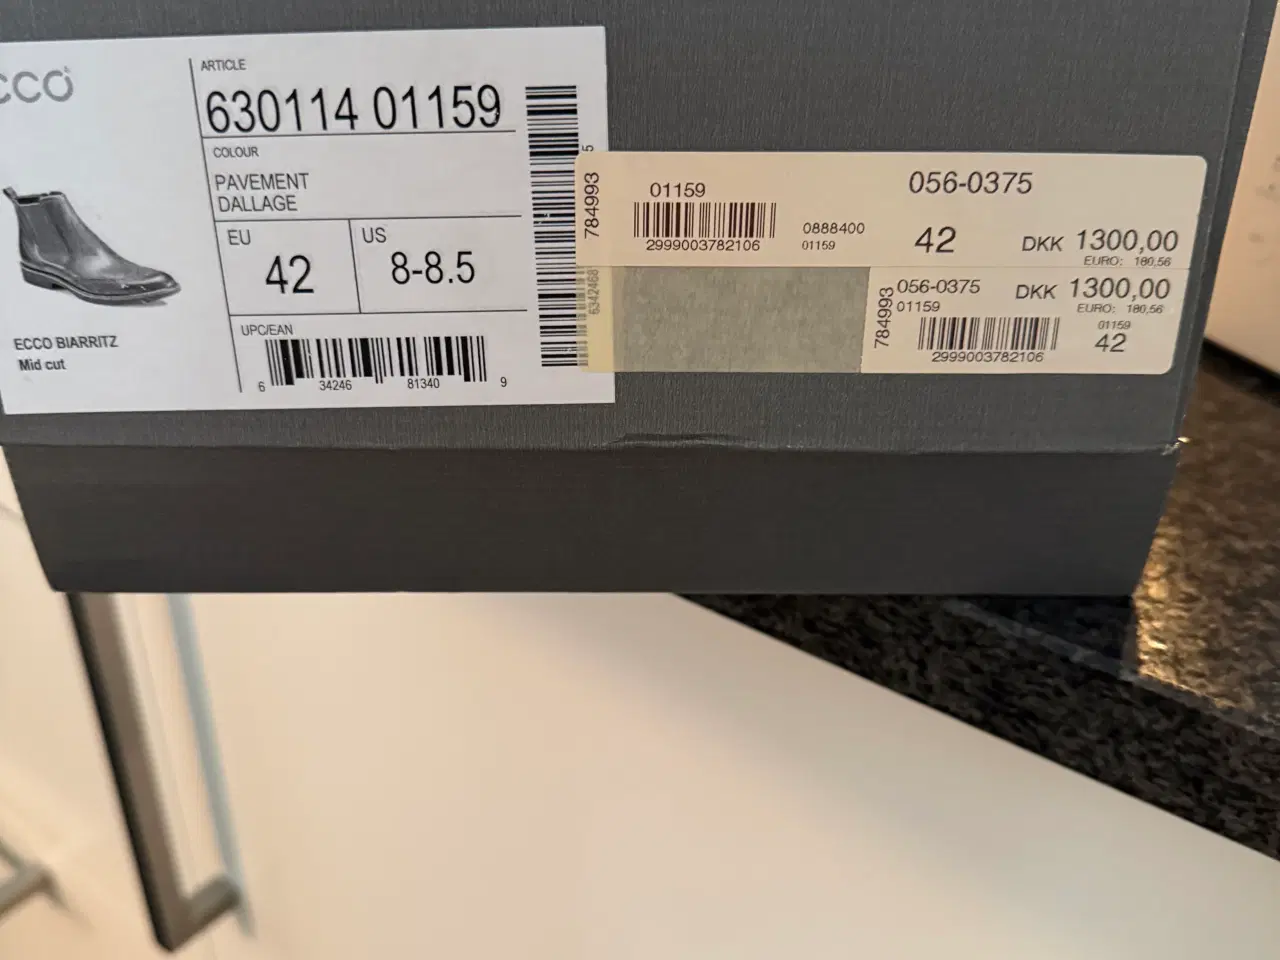 ecco
ARTICLE
630114 01159
COLOUR
PAVEMENT
DALLAGE
EU
42
US
8-8.5
ECCO BIARRITZ
Mid cut
UPC/EAN
6 34246 81340 9
5
784993
01159
2999003782106
0888400
01159
056-0375
42
DKK 1300,00
EURO: 180,56
784993
056-0375
01159
2999003782106
DKK 1300,00
EURO: 180,56
01159
42